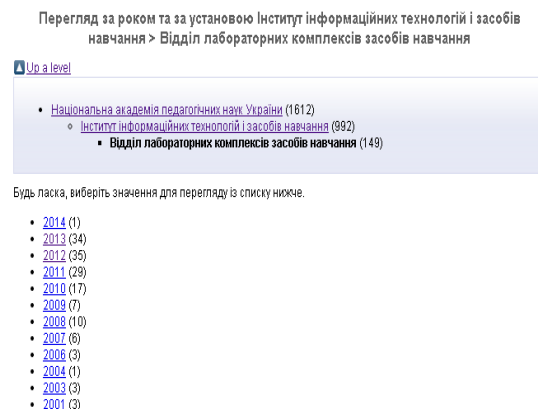 Перегляд за роком та за установою Інститут інформаційних технологій і засобів
навчання > Відділ лабораторних комплексів засобів навчання
Up a level
Національна академія педагогічних наук України (1612)
Інститут інформаційних технологій і засобів навчання (992)
Відділ лабораторних комплексів засобів навчання (149)
Будь ласка, виберіть значення для перегляду із списку нижче.
2014 (1)
2013 (34)
2012 (35)
2011 (29)
2010 (17)
2009 (7)
2008 (10)
2007 (6)
2006 (3)
2004 (1)
2003 (3)
2001 (3)